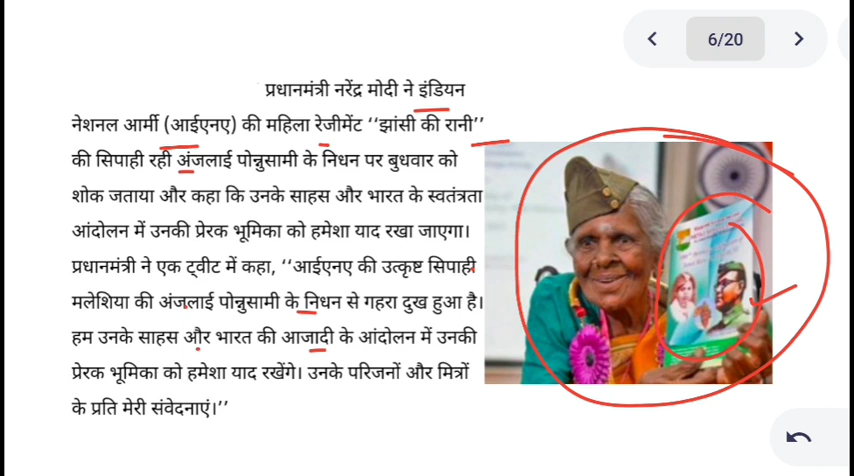 6/20
प्रधानमंत्री नरेंद्र मोदी ने इंडियन
नेशनल आर्मी (आईएनए) की महिला रेजीमेंट ‘‘झांसी की रानी’’
की सिपाही रही अंजलाई पोन्नुसामी के निधन पर बुधवार को
शोक जताया और कहा कि उनके साहस और भारत के स्वतंत्रता
आंदोलन में उनकी प्रेरक भूमिका को हमेशा याद रखा जाएगा।
प्रधानमंत्री ने एक ट्वीट में कहा, ‘‘आईएनए की उत्कृष्ट सिपाही
मलेशिया की अंजलाई पोन्नुसामी के निधन से गहरा दुख हुआ है।
हम उनके साहस और भारत की आजादी के आंदोलन में उनकी
प्रेरक भूमिका को हमेशा याद रखेंगे। उनके परिजनों और मित्रों
के प्रति मेरी संवेदनाएं।’’